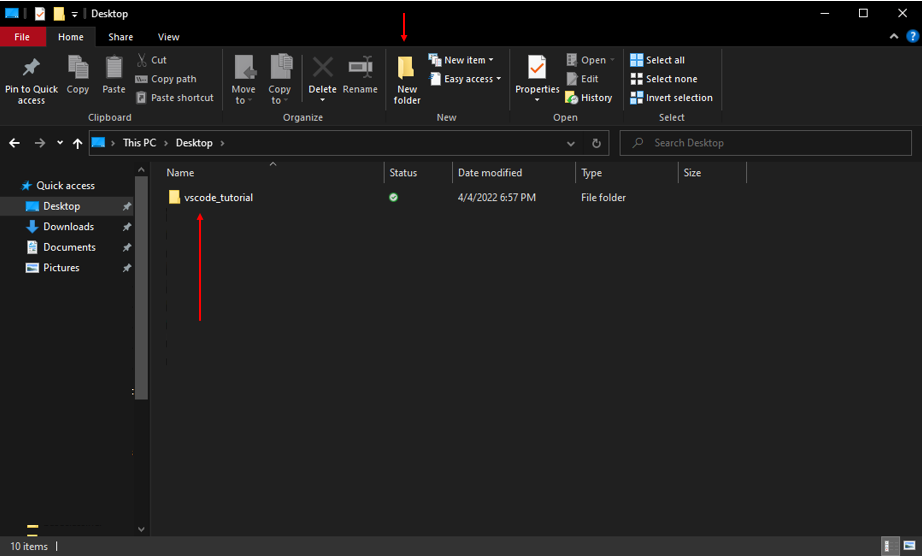 Desktop
File Home Share View
Pin to Quick access
Copy
Paste
Cut
Copy path
Paste shortcut
Clipboard
Move to
Copy to
Delete
Rename
Organize
New folder
New item
Easy access
New
Properties
Open
Edit
History
Open
Select all
Select none
Invert selection
Select
This PC > Desktop >
Search Desktop
Name Status Date modified Type Size
Quick access
Desktop
Downloads
Documents
Pictures
vscode_tutorial 4/4/2022 6:57 PM File folder
10 items